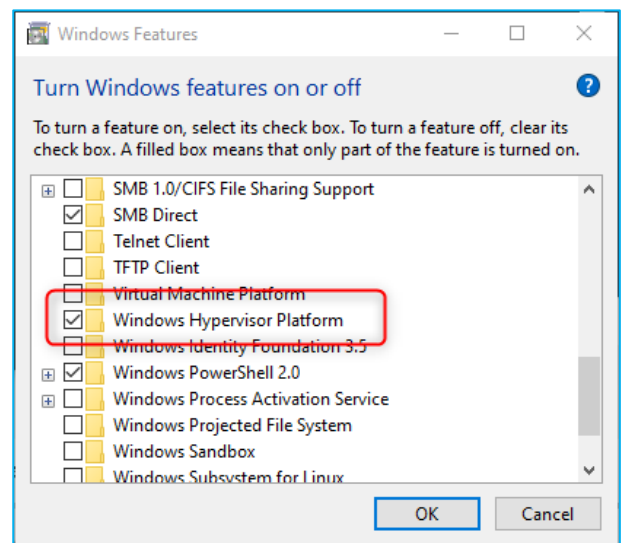 Windows Features
Turn Windows features on or off
To turn a feature on, select its check box. To turn a feature off, clear its
check box. A filled box means that only part of the feature is turned on.
SMB 1.0/CIFS File Sharing Support
SMB Direct
Telnet Client
TFTP Client
Virtual Machine Platform
Windows Hypervisor Platform
Windows Identity Foundation 3.5
Windows PowerShell 2.0
Windows Process Activation Service
Windows Projected File System
Windows Sandbox
Windows Subsystem for Linux
OK Cancel